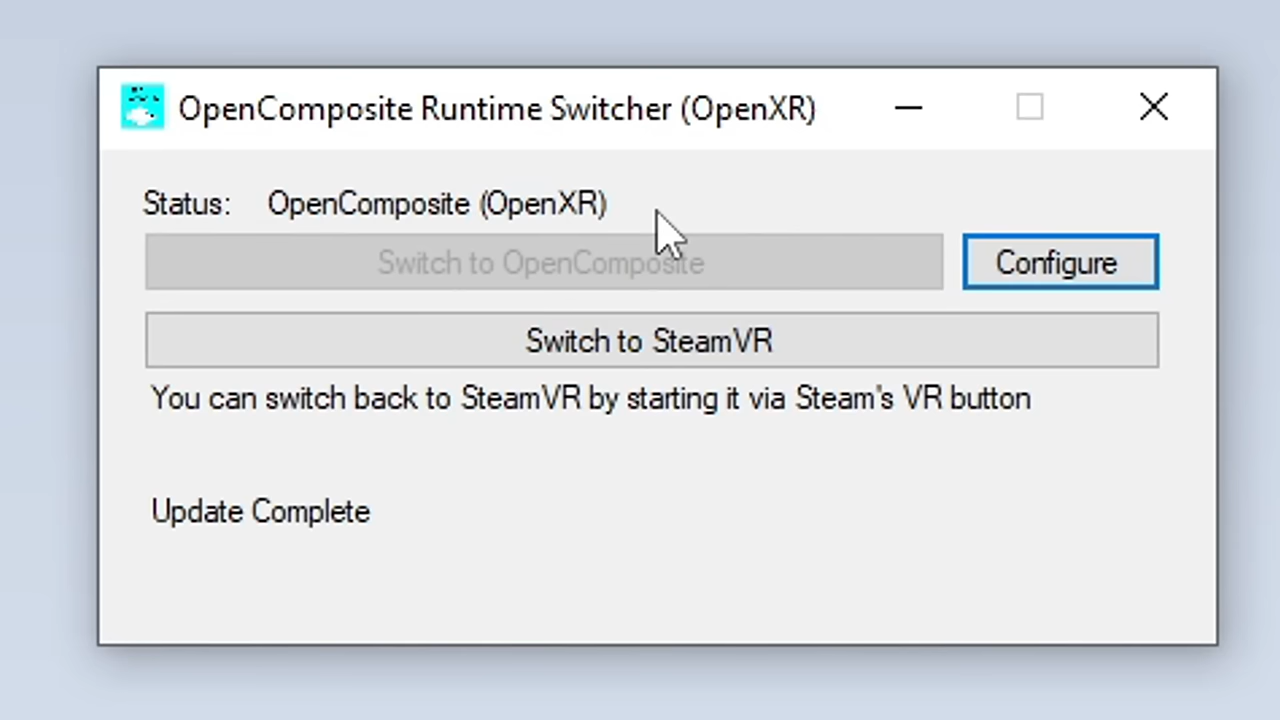 OpenComposite Runtime Switcher (OpenXR)
Status: OpenComposite (OpenXR)
Switch to OpenComposite Configure
Switch to SteamVR
You can switch back to SteamVR by starting it via Steam's VR button
Update Complete